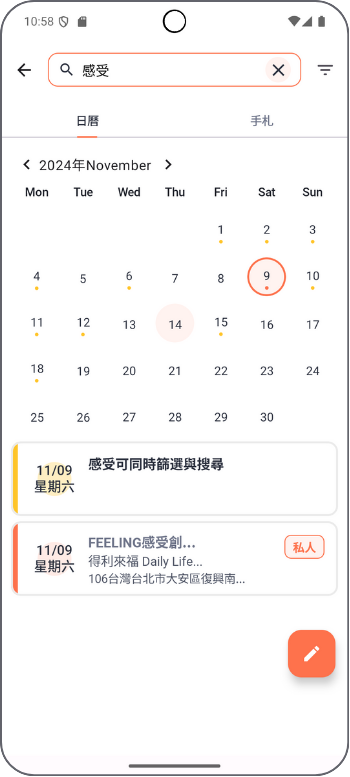 10:58
感受
日曆
手札
2024年November
Mon Tue Wed Thu Fri Sat Sun
1 2 3
4 5 6 7 8 9 10
11 12 13 14 15 16 17
18 19 20 21 22 23 24
25 26 27 28 29 30
11/09
星期六
感受可同時篩選與搜尋
11/09
星期六
FEELING感受創...
私人
得利來福 Daily Life...
106台灣台北市大安區復興南...